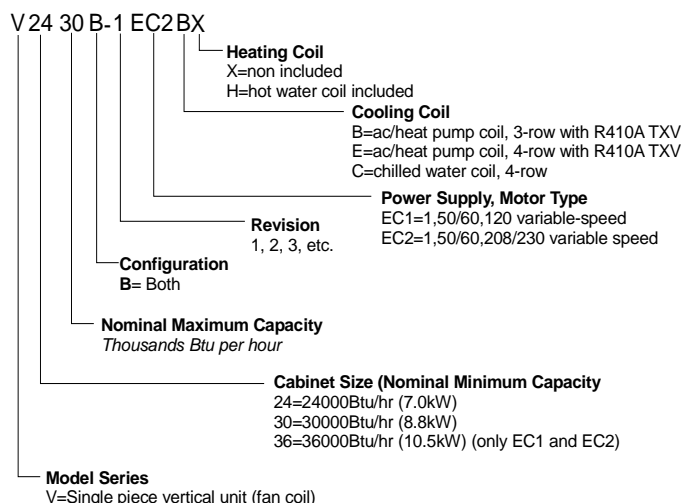 V 24 30 B-1 EC2BX
Heating Coil
X=non included
H=hot water coil included
Cooling Coil
B=ac/heat pump coil, 3-row with R410A TXV
E=ac/heat pump coil, 4-row with R410A TXV
C=chilled water coil, 4-row
Power Supply, Motor Type
EC1=1,50/60,120 variable-speed
EC2=1,50/60,208/230 variable speed
Revision
1, 2, 3, etc.
Configuration
B= Both
Nominal Maximum Capacity
Thousands Btu per hour
Cabinet Size (Nominal Minimum Capacity
24=24000Btu/hr (7.0kW)
30=30000Btu/hr (8.8kW)
36=36000Btu/hr (10.5kW) (only EC1 and EC2)
Model Series
V=Single piece vertical unit (fan coil)